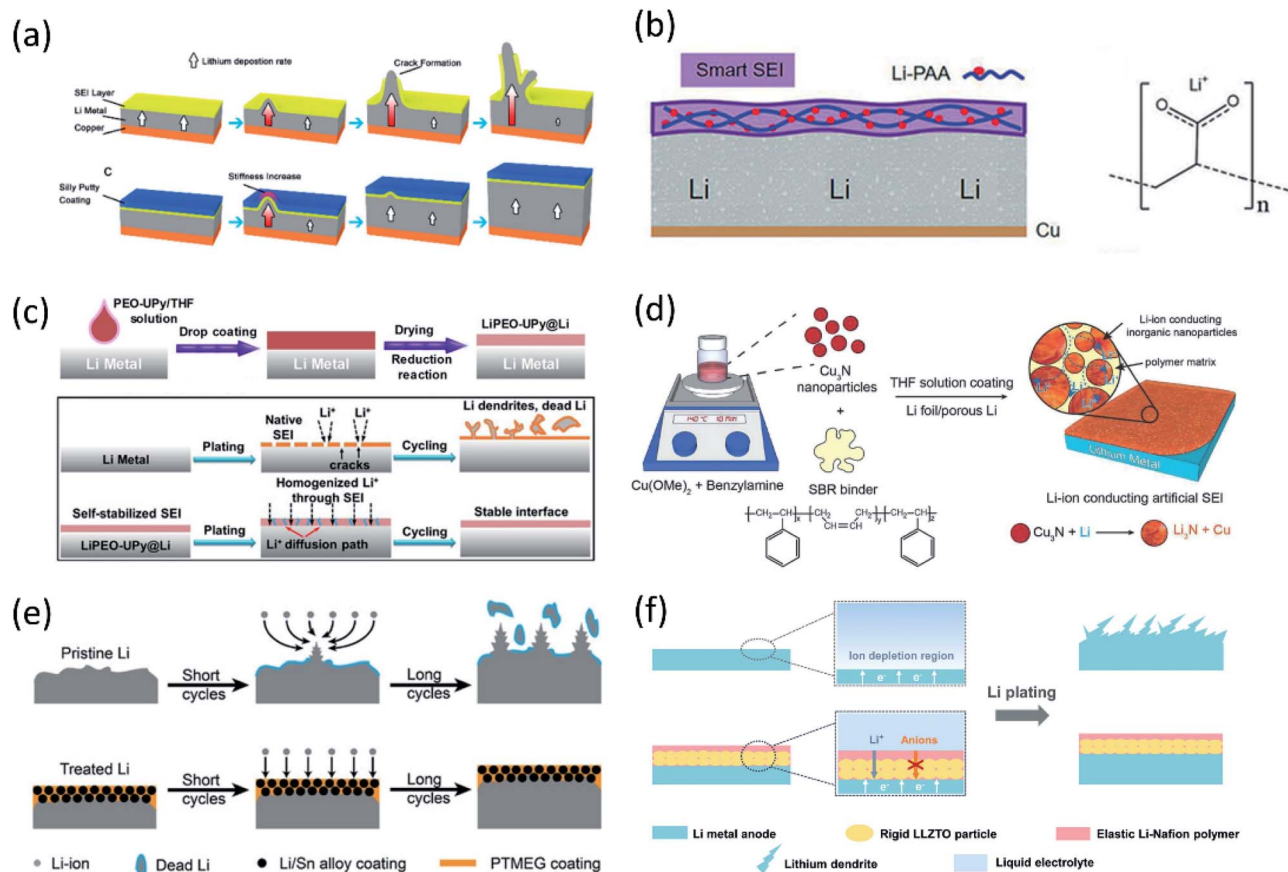 (a)
Lithium depostion rate
Crack Formation
SEI Layer
Li Metal
Copper
C
Silly Putty
Coating
Stiffness Increase
(b)
Smart SEI
Li-PAA
Li Li Li
Cu
Li+
O O
n
(c)
PEO-UPy/THF
solution
Drop coating
Drying
Reduction
reaction
LiPEO-UPy@Li
Li Metal
Li Metal
Li Metal
Native
SEI
Li+ Li+
Li dendrites, dead Li
Plating
Cycling
Li Metal
cracks
Homogenized Li+
through SEI
Self-stabilized SEI
Plating
Cycling
Stable interface
LiPEO-UPy@Li
Li+ diffusion path
(d)
140 °C 10 Min
Cu(OMe)2 + Benzylamine
Cu3N
nanoparticles
+
SBR binder
THF solution coating
Li foil/porous Li
Li-ion conducting
inorganic nanoparticles
polymer matrix
Lithium Metal
Li-ion conducting artificial SEI
Cu3N + Li
Li3N + Cu
(e)
Pristine Li
Short
cycles
Long
cycles
Treated Li
Short
cycles
Long
cycles
Li-ion
Dead Li
Li/Sn alloy coating
PTMEG coating
(f)
Ion depletion region
e- e- e-
Li plating
Li+ Anions
e- e- e-
Li metal anode
Rigid LLZTO particle
Elastic Li-Nafion polymer
Lithium dendrite
Liquid electrolyte